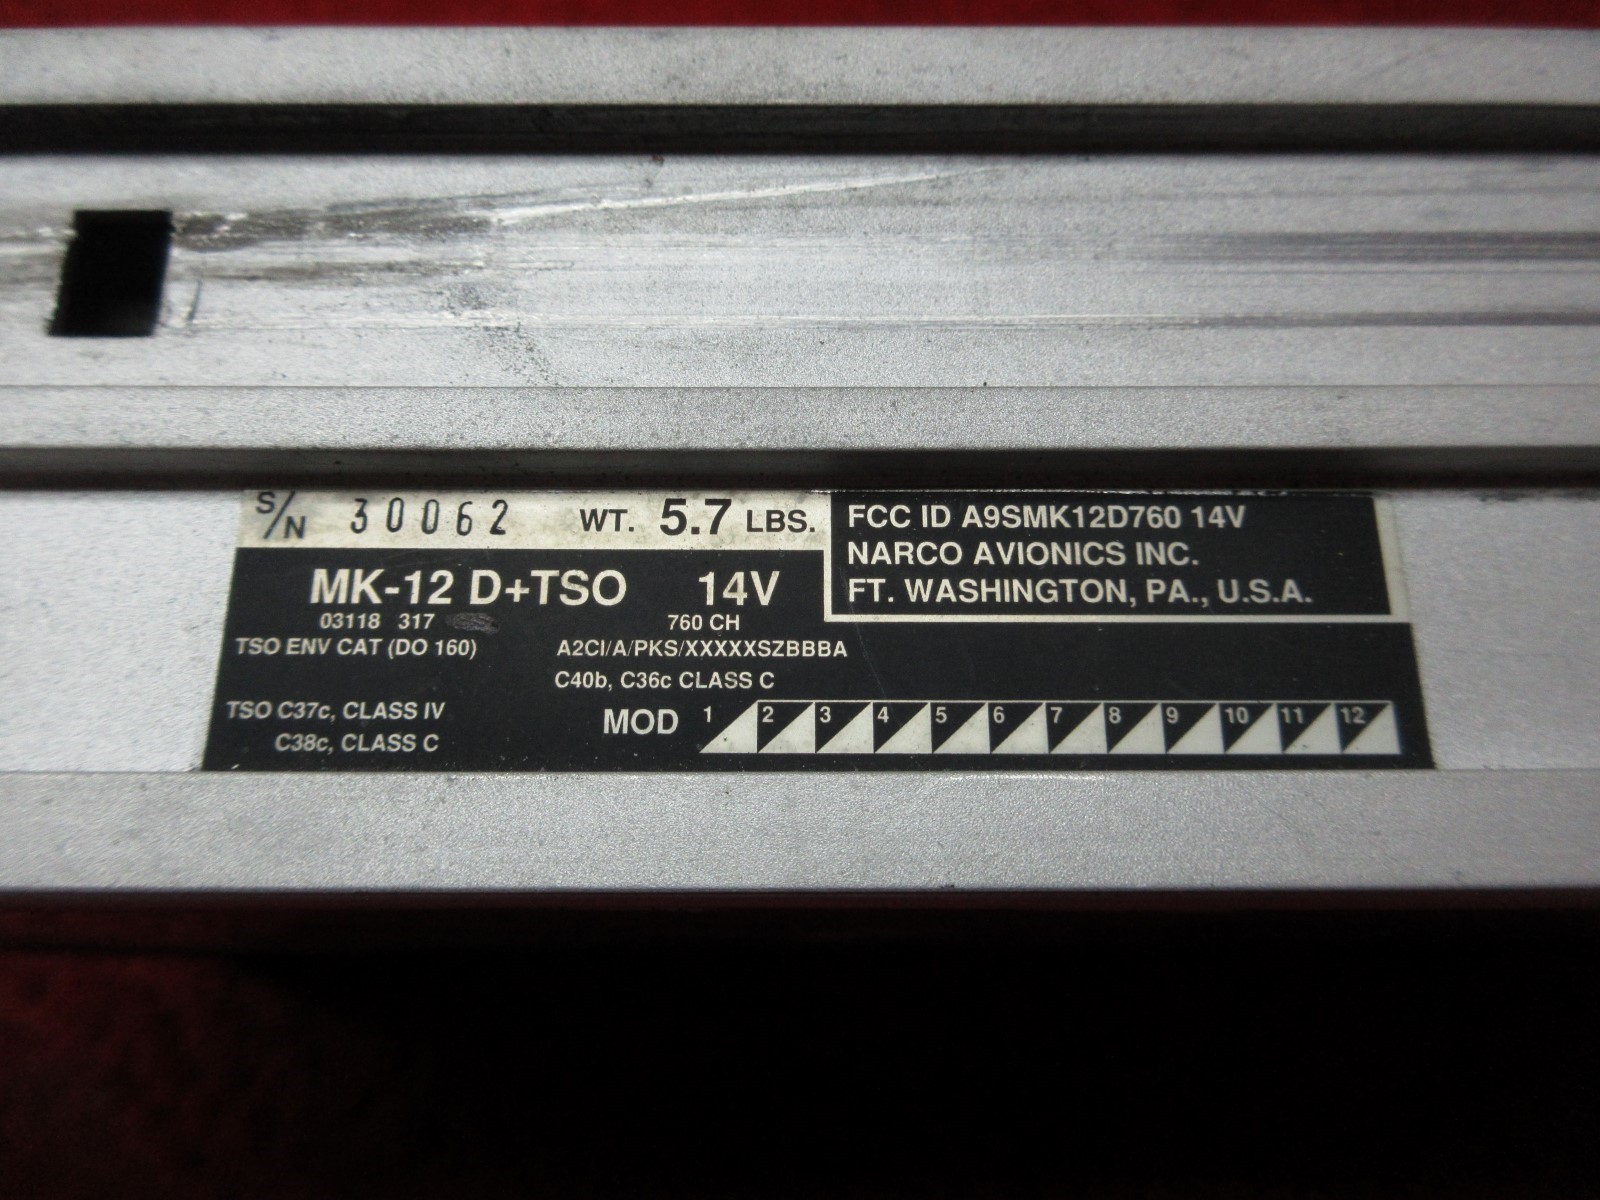 S/N 30062 WT. 5.7 LBS.
FCC ID A9SMK12D760 14V
NARCO AVIONICS INC.
FT. WASHINGTON, PA., U.S.A.
MK-12 D+TSO 14V
03118 317 760 CH
TSO ENV CAT (DO 160) A2CI/A/PKS/XXXXXSZBBBA
C40b, C36c CLASS C
TSO C37c, CLASS IV
C38c, CLASS C
MOD 1 2 3 4 5 6 7 8 9 10 11 12